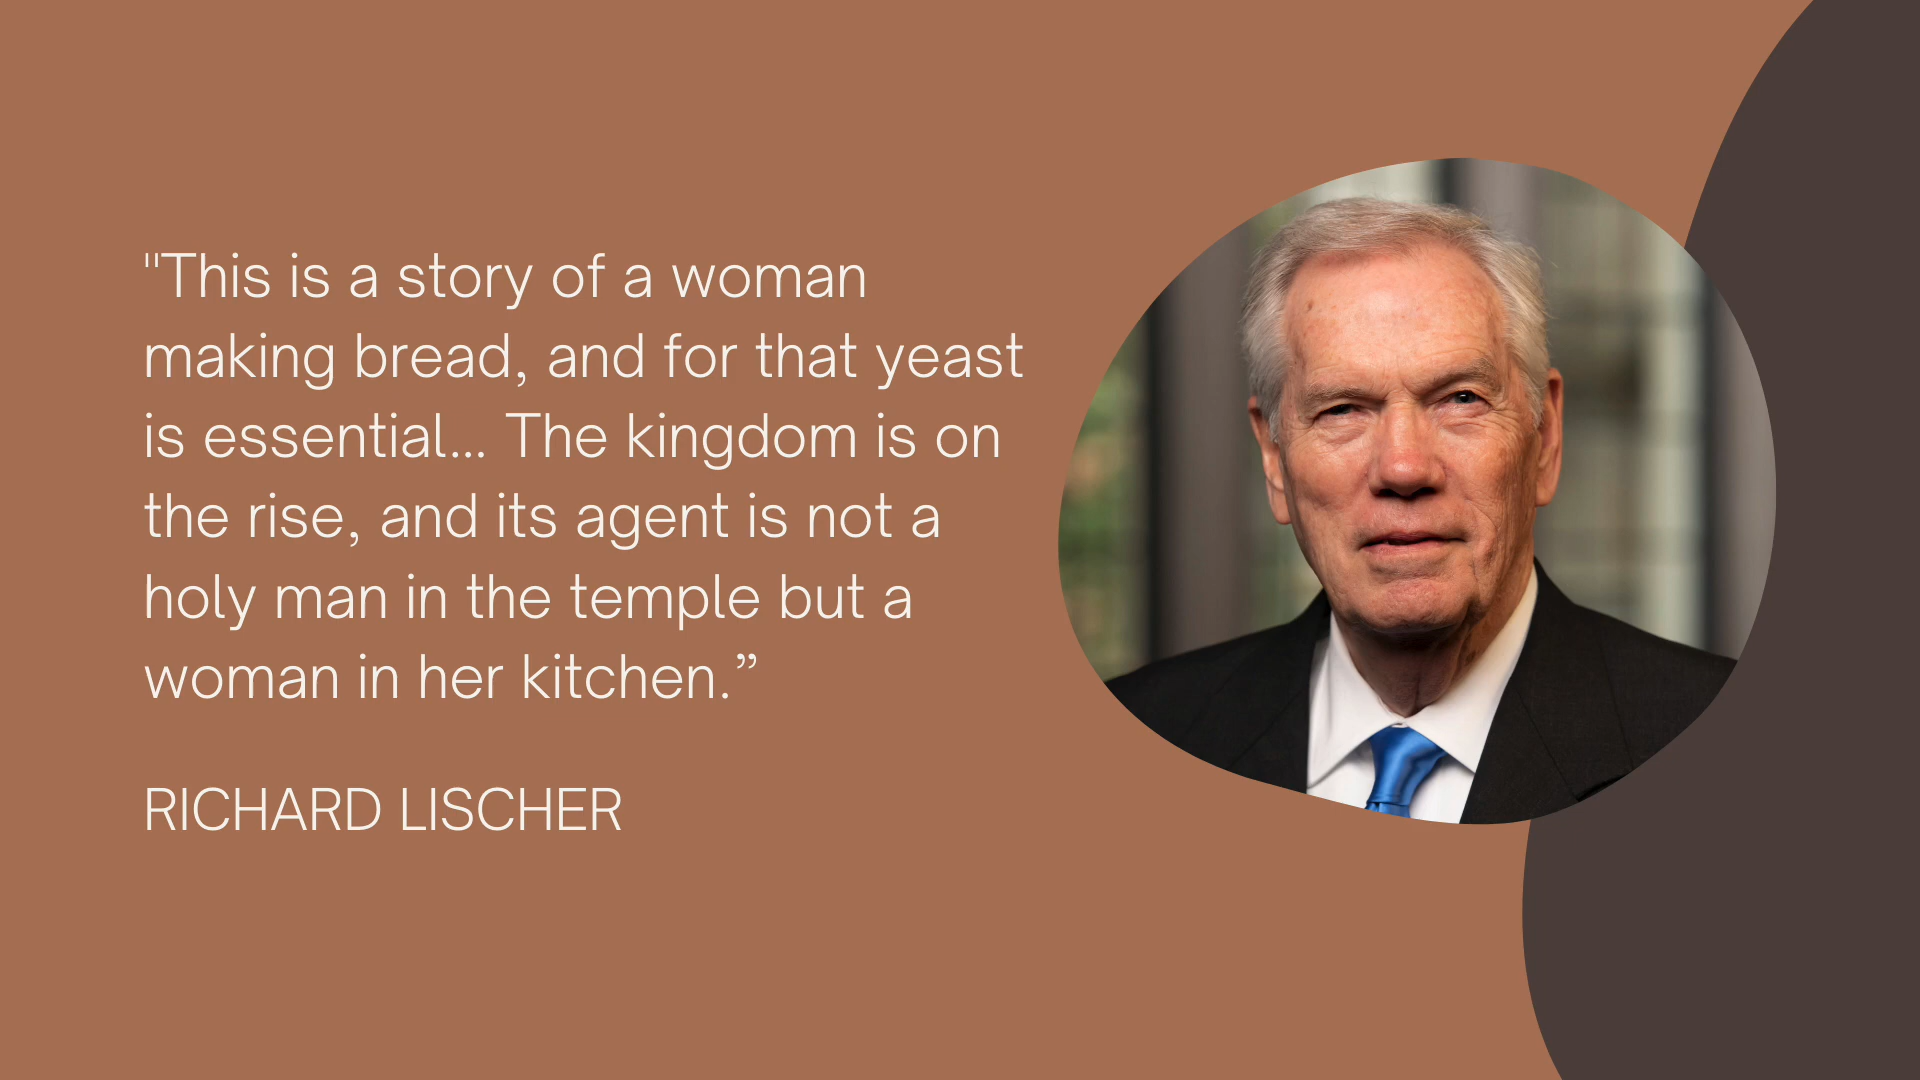 "This is a story of a woman
making bread, and for that yeast
is essential... The kingdom is on
the rise, and its agent is not a
holy man in the temple but a
woman in her kitchen.”
RICHARD LISCHER